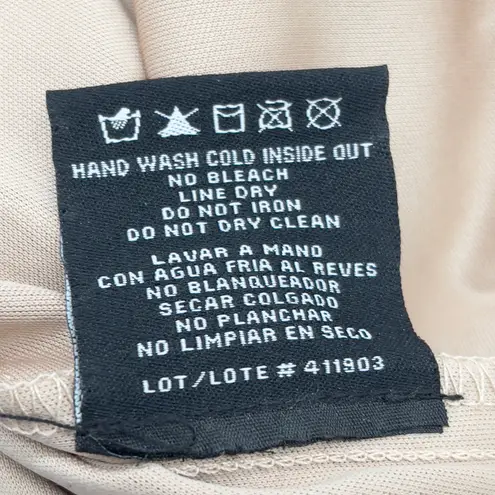 HAND WASH COLD INSIDE OUT
NO BLEACH
LINE DRY
DO NOT IRON
DO NOT DRY CLEAN
LAVAR A MANO
CON AGUA FRIA AL REVES
NO BLANQUEADOR
SECAR COLGADO
NO PLANCHAR
NO LIMPIAR EN SECO
LOT/LOTE # 411903